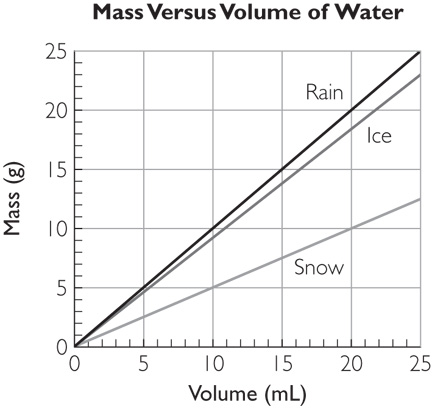 Mass Versus Volume of Water
25
20
15
10
5
0
Mass (g)
Rain
Ice
Snow
0 5 10 15 20 25
Volume (mL)